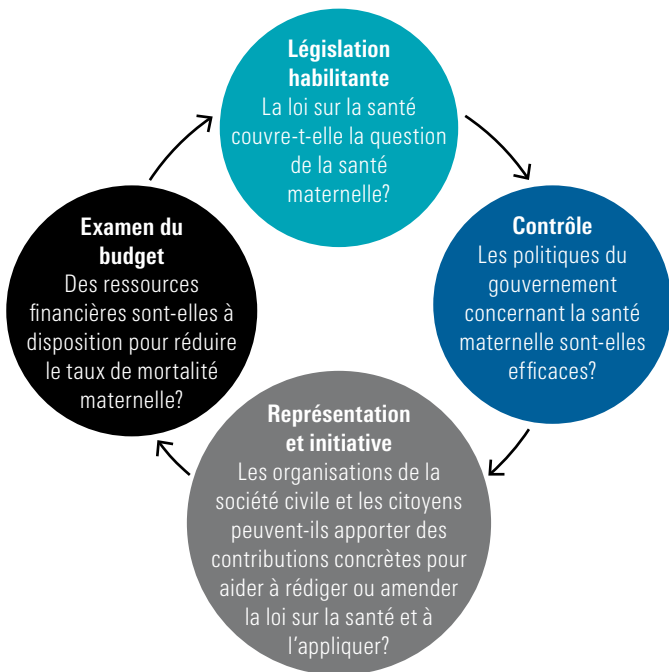 Législation
habilitante
La loi sur la santé
couvre-t-elle la question
de la santé
maternelle?
Contrôle
Les politiques du
gouvernement
concernant la santé
maternelle sont-elles
efficaces?
Représentation
et initiative
Les organisations de la
société civile et les citoyens
peuvent-ils apporter des
contributions concrètes pour
aider à rédiger ou amender
la loi sur la santé et à
l'appliquer?
Examen du
budget
Des ressources
financières sont-elles à
disposition pour réduire
le taux de mortalité
maternelle?